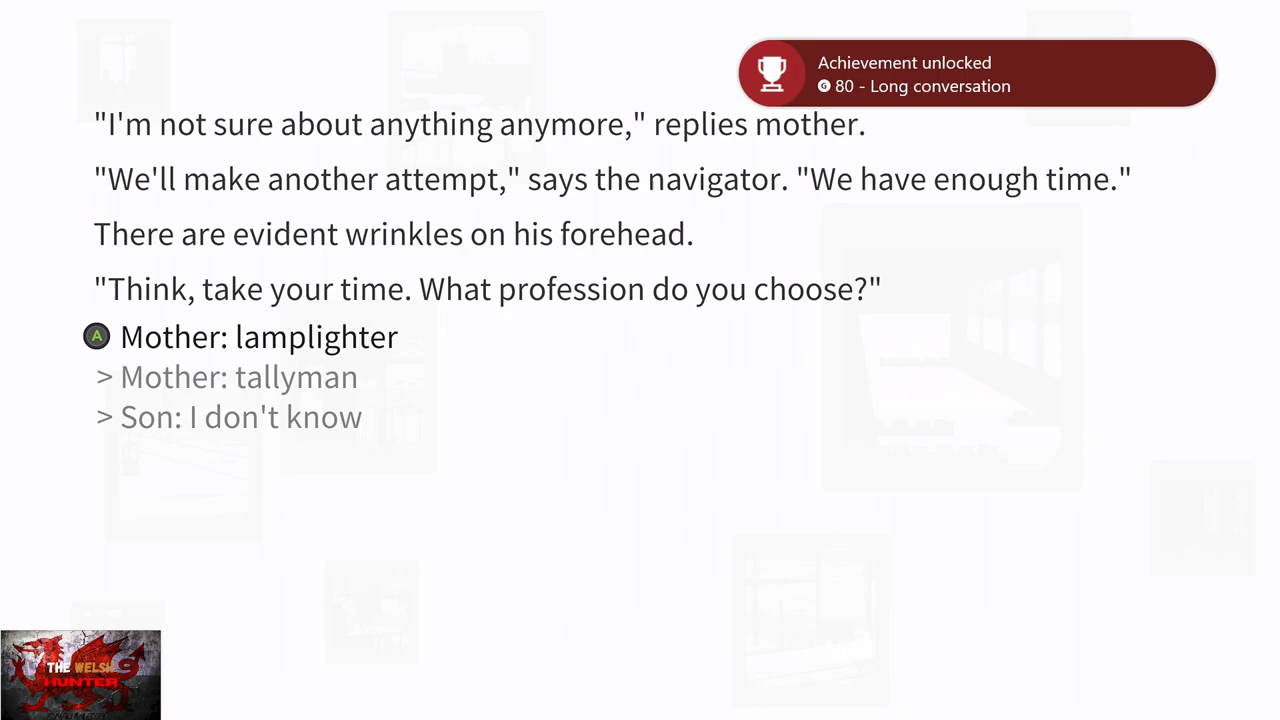 Achievement unlocked
G 80 - Long conversation
"I'm not sure about anything anymore," replies mother.
"We'll make another attempt," says the navigator. "We have enough time."
There are evident wrinkles on his forehead.
"Think, take your time. What profession do you choose?"
A Mother: lamplighter
> Mother: tallyman
> Son: I don't know
THE WELSH
HUNTER